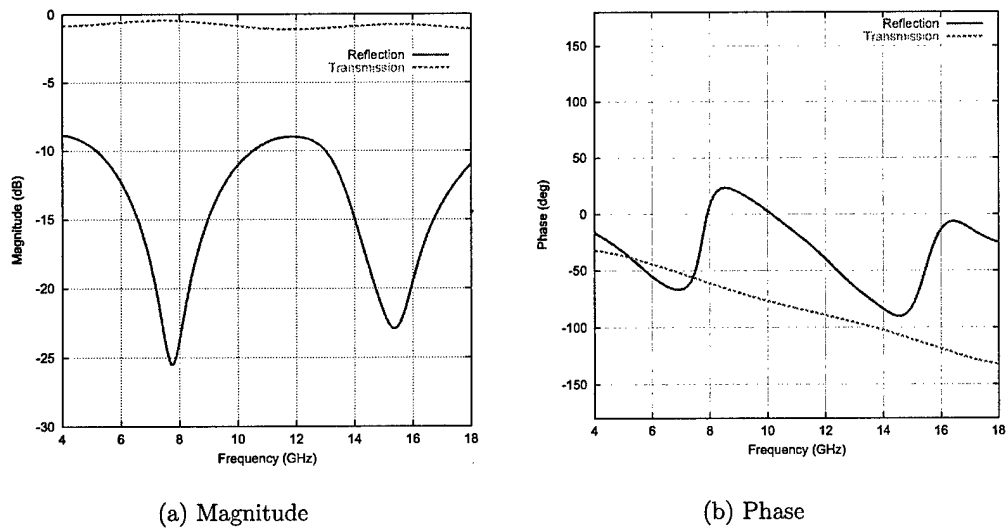 0
-5
-10
-15
-20
-25
-30
Magnitude (dB)
Reflection
Transmission
4 6 8 10 12 14 16 18
Frequency (GHz)
(a) Magnitude
150
100
50
0
-50
-100
-150
Phase (deg)
Reflection
Transmission
4 6 8 10 12 14 16 18
Frequency (GHz)
(b) Phase